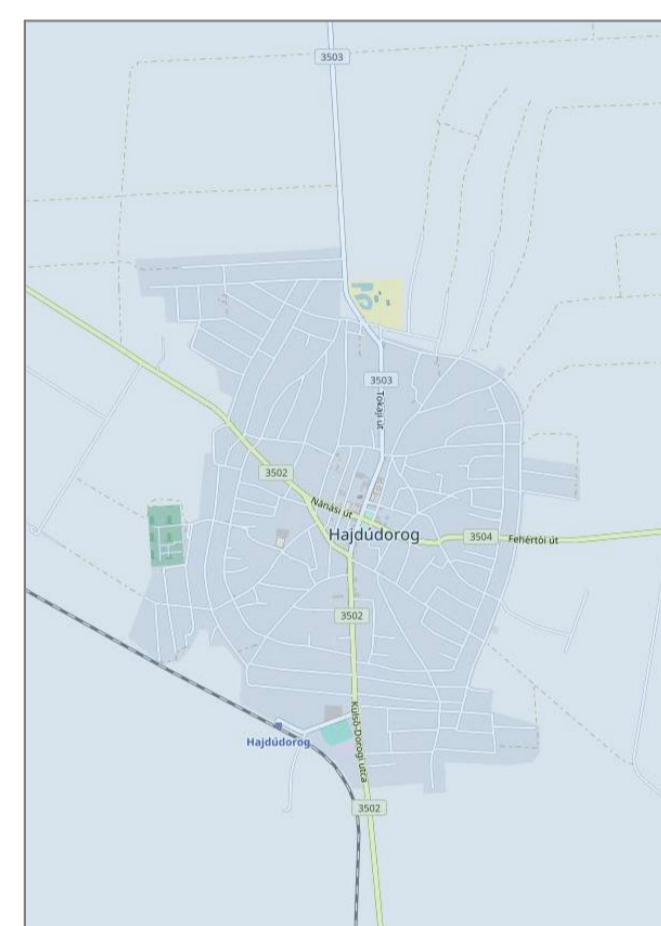 3503
3503
Tokaji út
3502
Nánási út
Hajdúdorog
3504
Fehértói út
3502
Külső-Dorogi utca
Hajdúdorog
3502